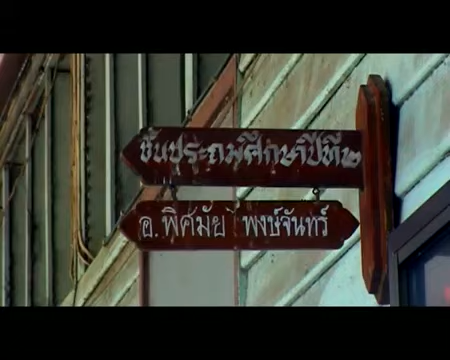 ชั้นประถมศึกษาปีที่๒
อ.พิศมัย พงษ์จันทร์